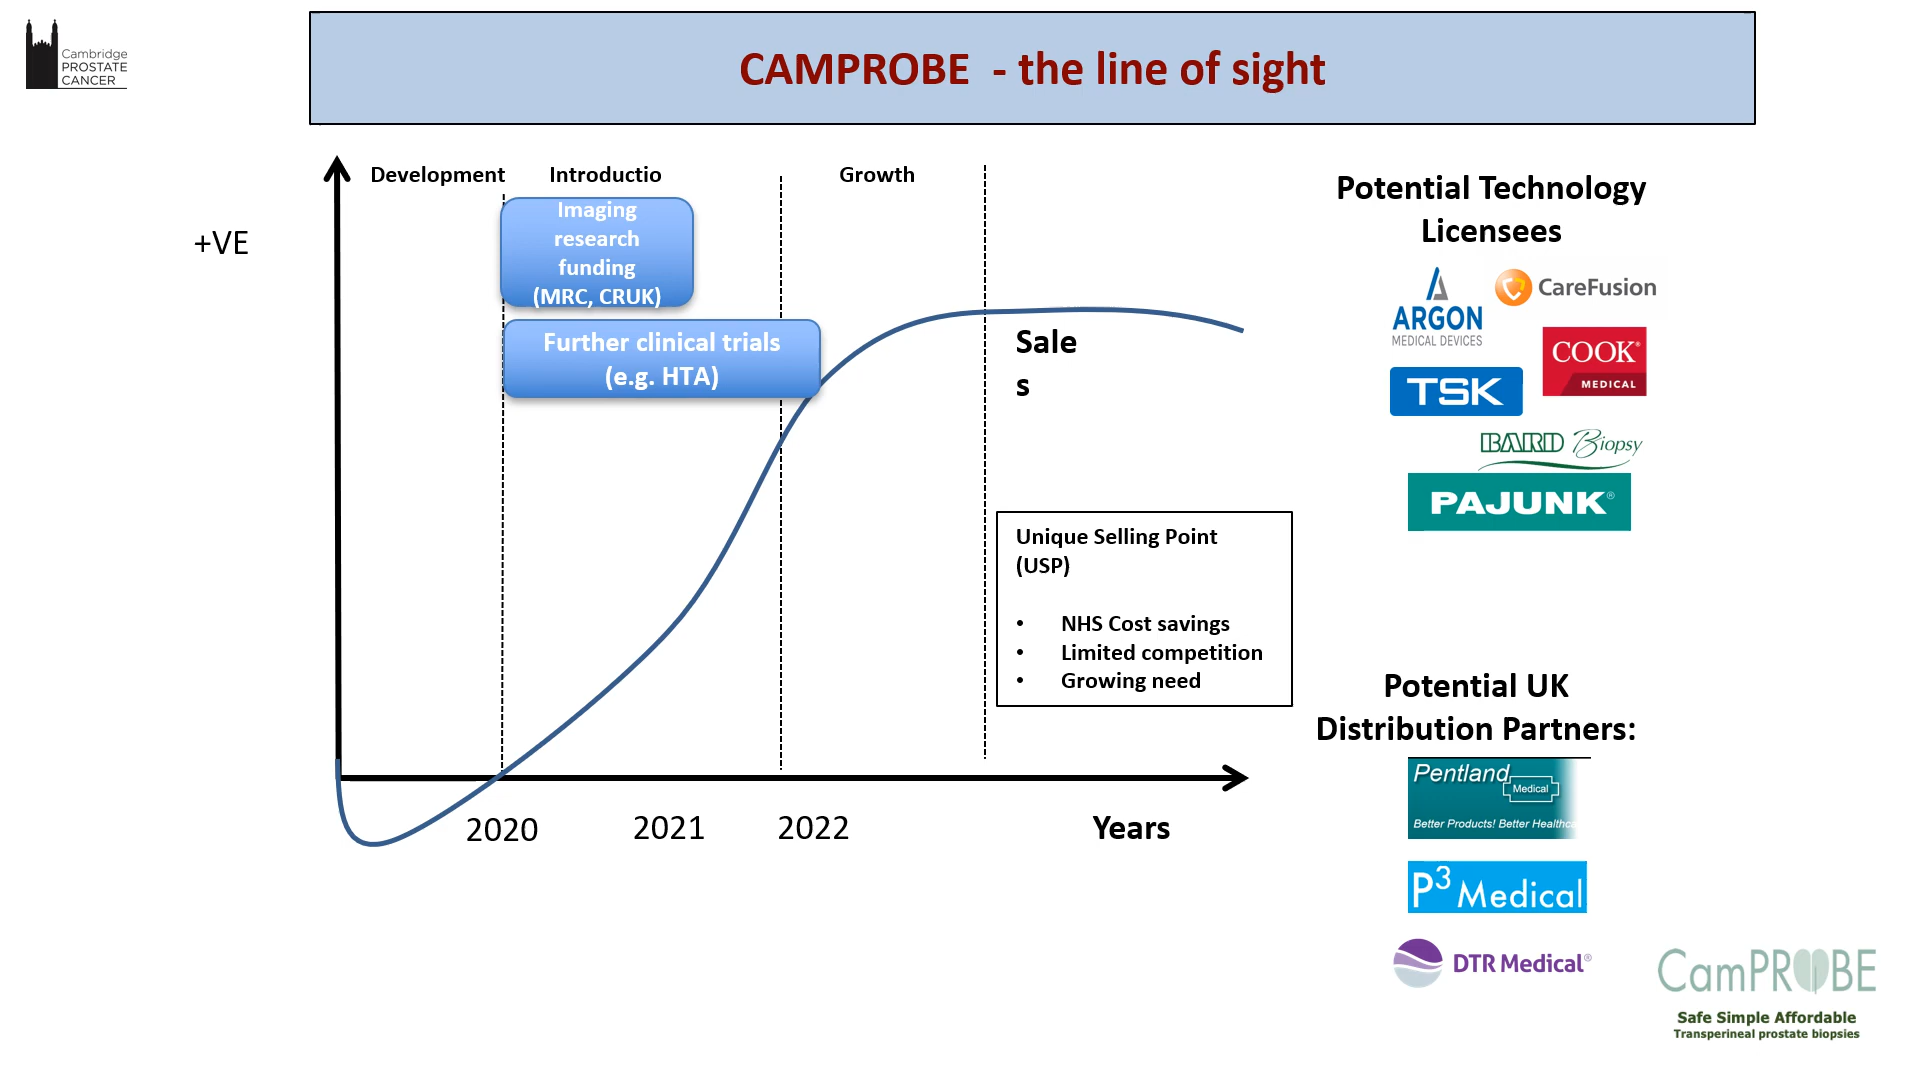 Cambridge
PROSTATE
CANCER
CAMPROBE - the line of sight
Development
Introductio
Growth
+VE
Imaging
research
funding
(MRC, CRUK)
Further clinical trials
(e.g. HTA)
Sale
s
Unique Selling Point
(USP)
• NHS Cost savings
• Limited competition
• Growing need
2020
2021
2022
Years
Potential Technology
Licensees
ARGON
MEDICAL DEVICES
CareFusion
COOK®
MEDICAL
TSK
BARD Biopsy
PAJUNK®
Potential UK
Distribution Partners:
Pentland
Medical
Better Products! Better Healthca
P3 Medical
DTR Medical®
CamPROBE
Safe Simple Affordable
Transperineal prostate biopsies